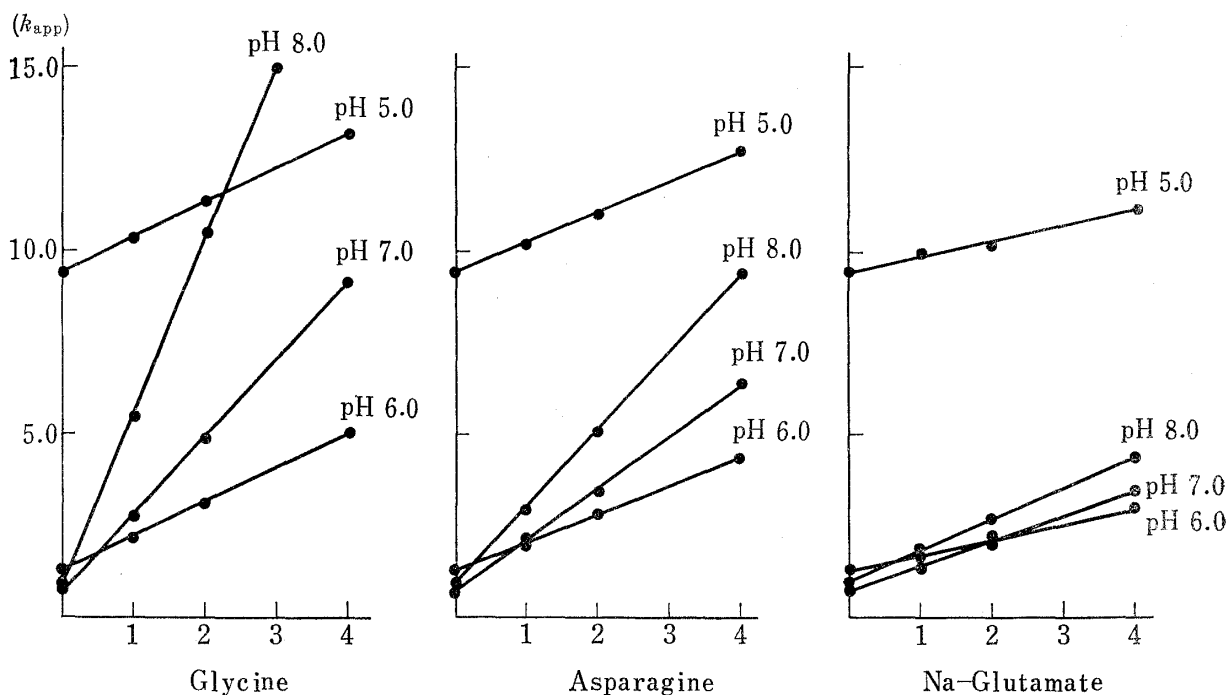 (kapp)
15.0
10.0
5.0
pH 8.0
pH 5.0
pH 7.0
pH 6.0
1 2 3 4
Glycine
pH 5.0
pH 8.0
pH 7.0
pH 6.0
1 2 3 4
Asparagine
pH 5.0
pH 8.0
pH 7.0
pH 6.0
1 2 3 4
Na-Glutamate